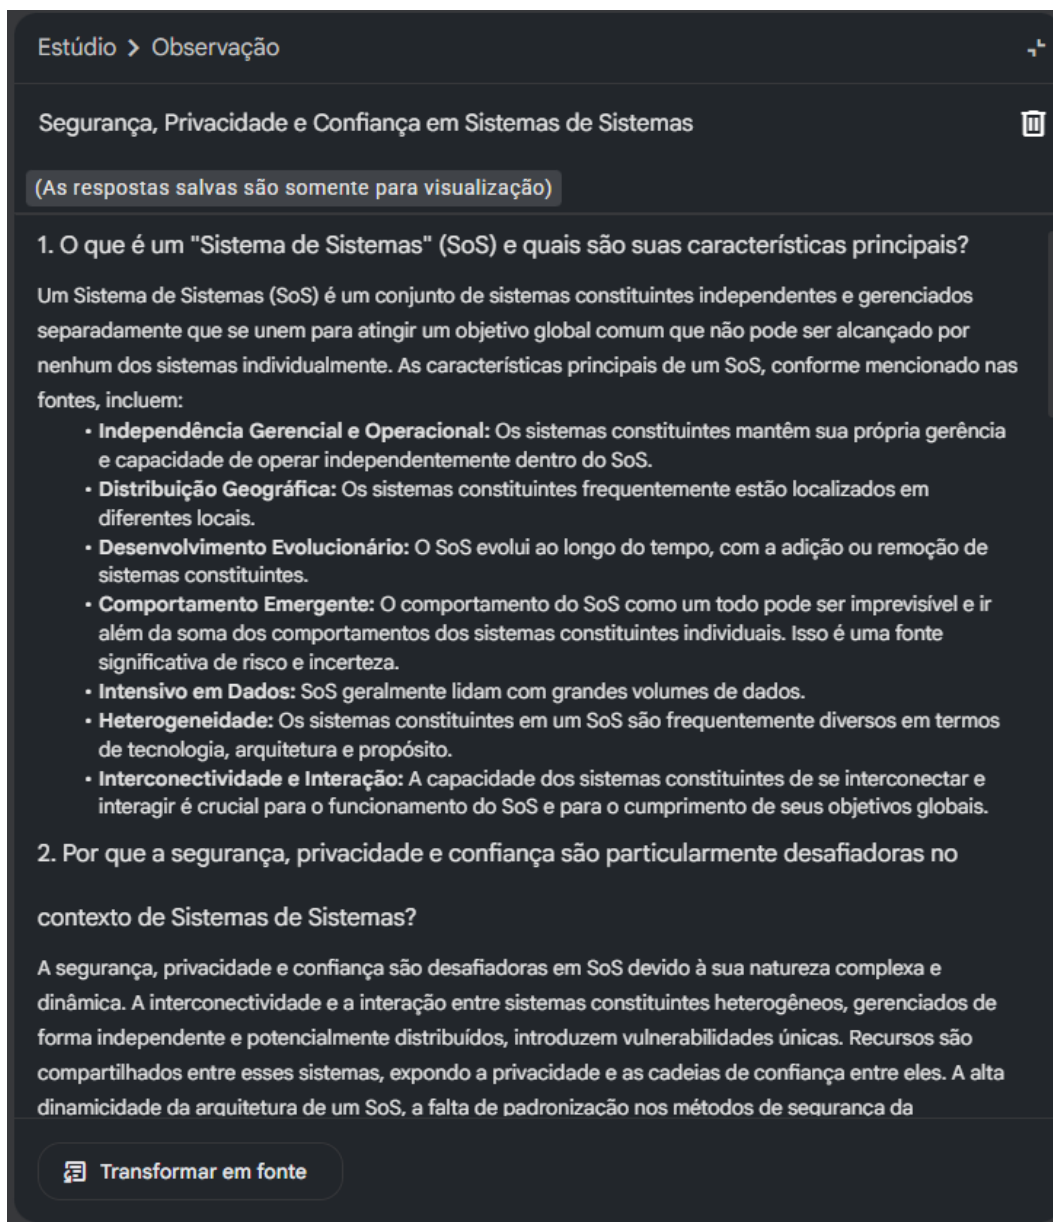 Estúdio > Observação
Segurança, Privacidade e Confiança em Sistemas de Sistemas
(As respostas salvas são somente para visualização)
1. O que é um "Sistema de Sistemas" (SoS) e quais são suas características principais?
Um Sistema de Sistemas (SoS) é um conjunto de sistemas constituintes independentes e gerenciados
separadamente que se unem para atingir um objetivo global comum que não pode ser alcançado por
nenhum dos sistemas individualmente. As características principais de um SoS, conforme mencionado nas
fontes, incluem:
• Independência Gerencial e Operacional: Os sistemas constituintes mantêm sua própria gerência
e capacidade de operar independentemente dentro do SoS.
• Distribuição Geográfica: Os sistemas constituintes frequentemente estão localizados em
diferentes locais.
• Desenvolvimento Evolucionário: O SoS evolui ao longo do tempo, com a adição ou remoção de
sistemas constituintes.
• Comportamento Emergente: O comportamento do SoS como um todo pode ser imprevisível e ir
além da soma dos comportamentos dos sistemas constituintes individuais. Isso é uma fonte
significativa de risco e incerteza.
• Intensivo em Dados: SoS geralmente lidam com grandes volumes de dados.
• Heterogeneidade: Os sistemas constituintes em um SoS são frequentemente diversos em termos
de tecnologia, arquitetura e propósito.
• Interconectividade e Interação: A capacidade dos sistemas constituintes de se interconectar e
interagir é crucial para o funcionamento do SoS e para o cumprimento de seus objetivos globais.
2. Por que a segurança, privacidade e confiança são particularmente desafiadoras no
contexto de Sistemas de Sistemas?
A segurança, privacidade e confiança são desafiadoras em SoS devido à sua natureza complexa e
dinâmica. A interconectividade e a interação entre sistemas constituintes heterogêneos, gerenciados de
forma independente e potencialmente distribuídos, introduzem vulnerabilidades únicas. Recursos são
compartilhados entre esses sistemas, expondo a privacidade e as cadeias de confiança entre eles. A alta
dinamicidade da arquitetura de um SoS, a falta de padronização nos métodos de segurança da
Transformar em fonte